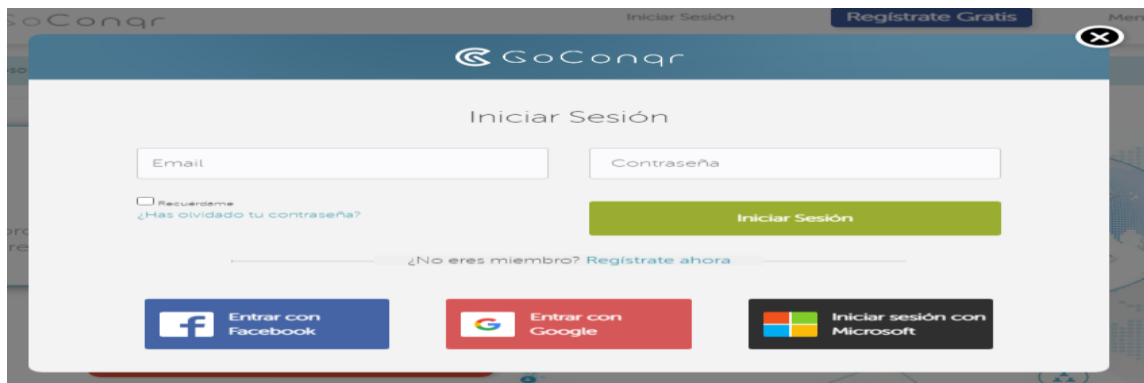 GoConqr
Iniciar Sesión
Regístrate Gratis
GoConqr
Iniciar Sesión
Email
Contraseña
Recuérdame
¿Has olvidado tu contraseña?
Iniciar Sesión
¿No eres miembro? Regístrate ahora
Entrar con
Facebook
Entrar con
Google
Iniciar sesión con
Microsoft